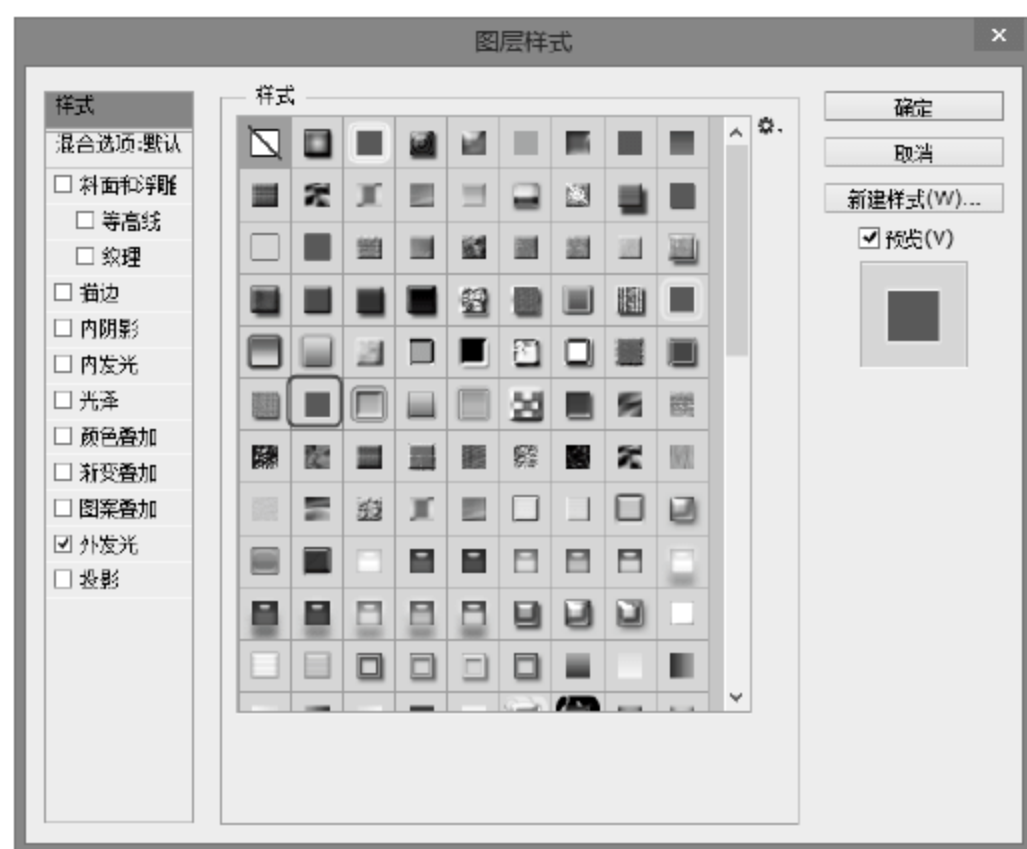 图层样式
样式
混合选项:默认
斜面和浮雕
等高线
纹理
描边
内阴影
内发光
光泽
颜色叠加
渐变叠加
图案叠加
外发光
投影
样式
确定
取消
新建样式(W)...
预览(V)